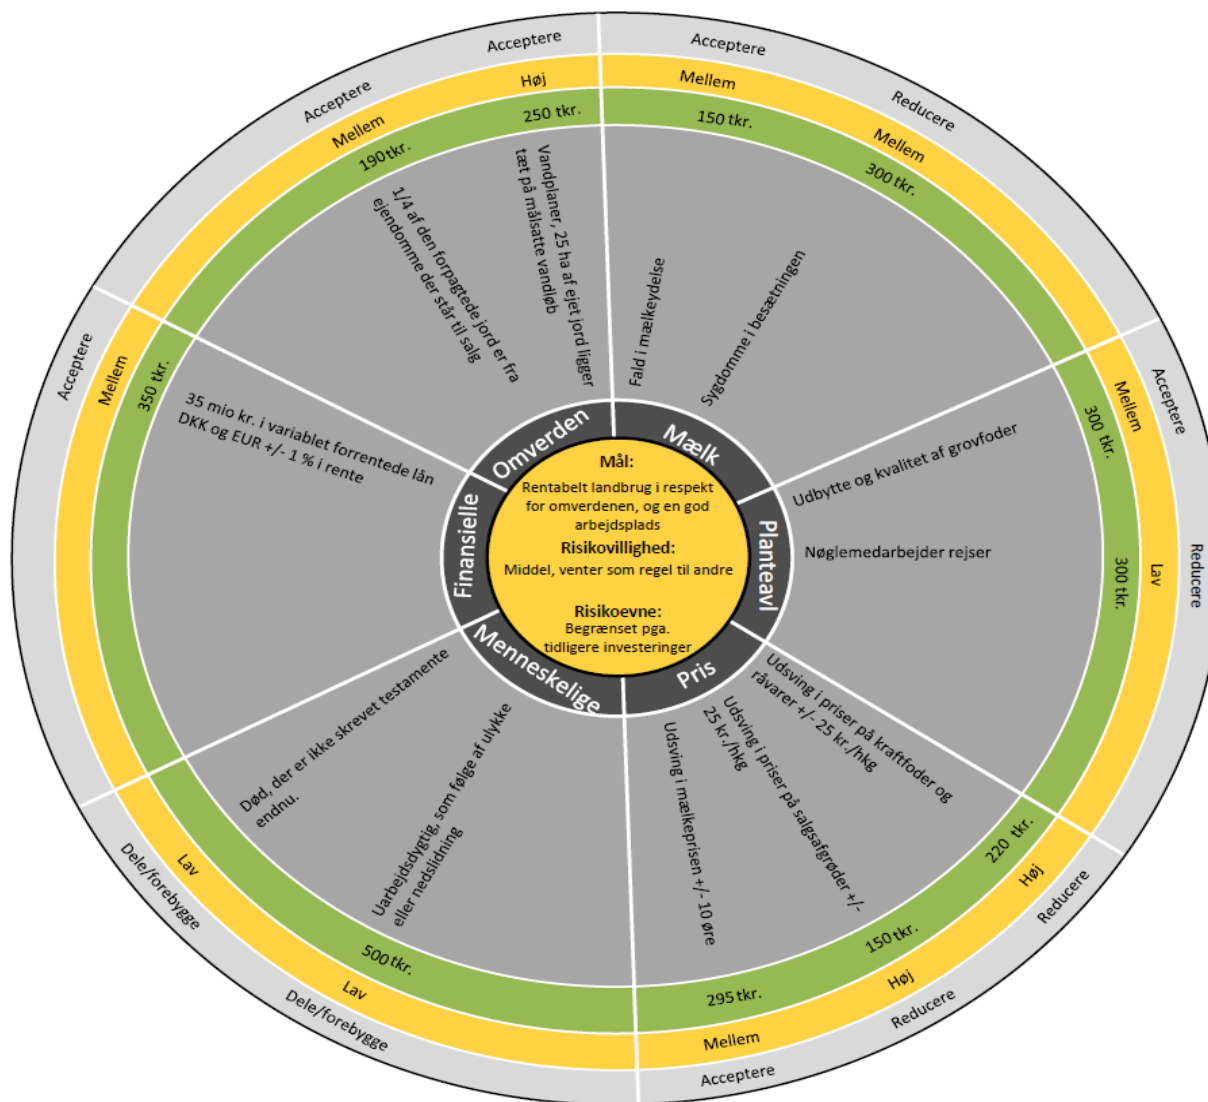 Mål:
Rentabelt landbrug i respekt
for omverdenen, og en god
arbejdsplads
Risikovillighed:
Middel, venter som regel til andre
Risikoevne:
Begrænset pga.
tidligere investeringer
Mælk
Fald i mælkeydelse
150 tkr.
Mellem
Acceptere
Sygdomme i besætningen
300 tkr.
Mellem
Reducere
Planteavl
Udbytte og kvalitet af grovfoder
300 tkr.
Mellem
Acceptere
Nøglemedarbejder rejser
300 tkr.
Lav
Reducere
Pris
Udsving i priser på kraftfoder og
råvarer +/- 25 kr./hkg
220 tkr.
Høj
Reducere
Udsving i priser på salgsafgrøder +/-
25 kr./hkg
150 tkr.
Høj
Reducere
Udsving i mælkeprisen +/- 10 øre
295 tkr.
Mellem
Acceptere
Menneskelige
Uarbejdsdygtig, som følge af ulykke
eller nedslidning
500 tkr.
Lav
Dele/forebygge
Død, der er ikke skrevet testamente
endnu.
Lav
Dele/forebygge
Finansielle
35 mio kr. i variablet forrentede lån
DKK og EUR +/- 1 % i rente
350 tkr.
Mellem
Acceptere
Omverden
1/4 af den forpagtede jord er fra
ejendomme der står til salg
190 tkr.
Mellem
Acceptere
Vandplaner, 25 ha af ejet jord ligger
tæt på målsatte vandløb
250 tkr.
Høj
Acceptere